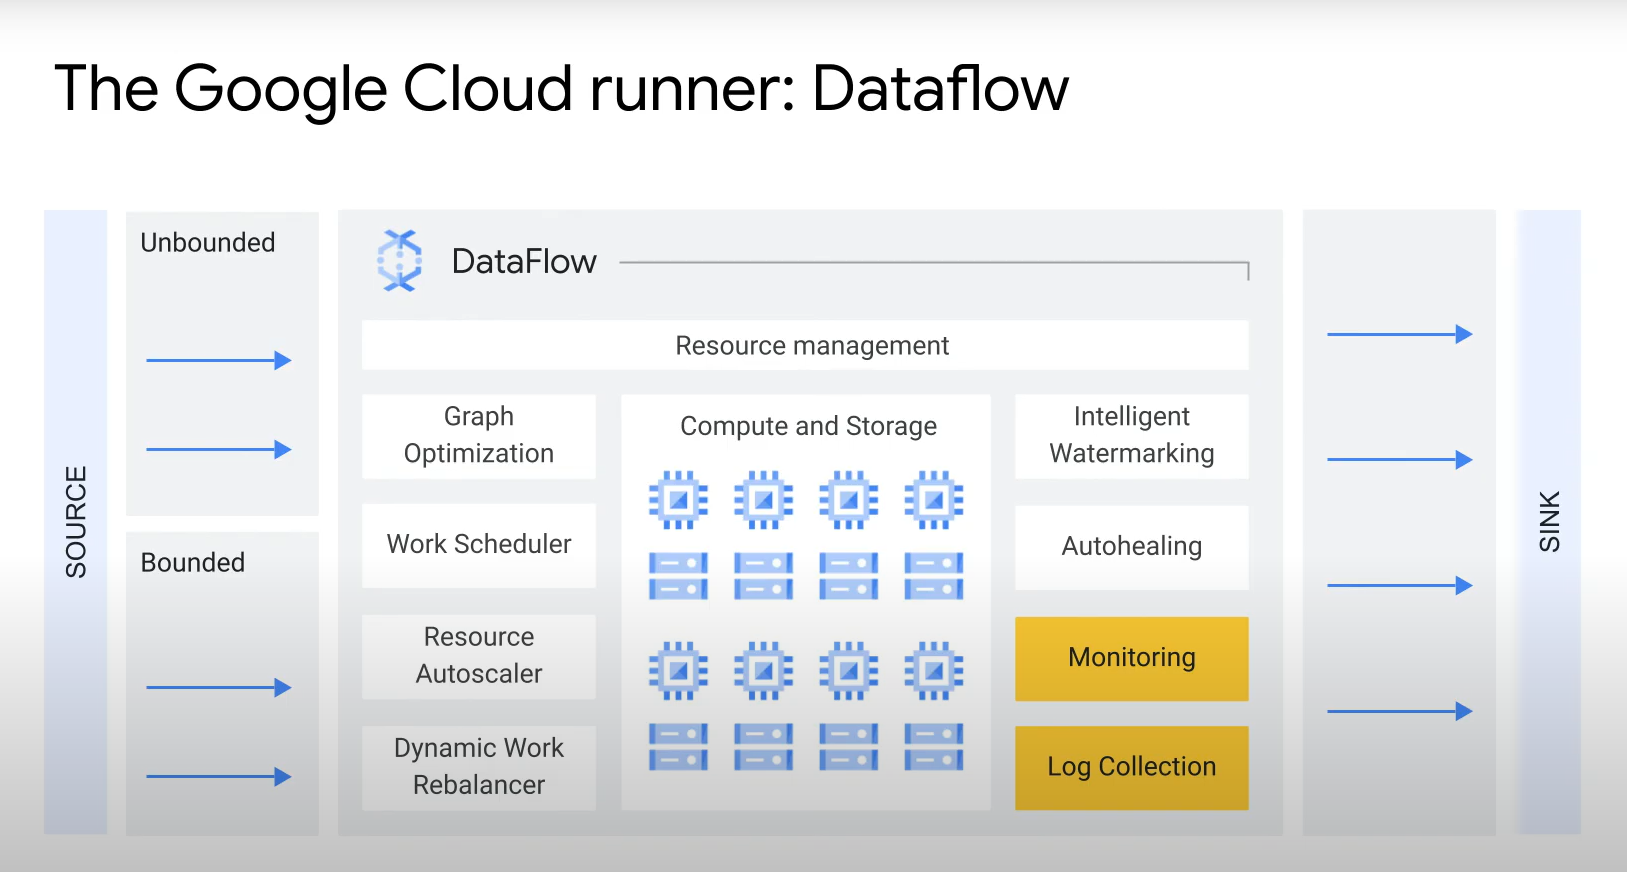 The Google Cloud runner: Dataflow
SOURCE
Unbounded
Bounded
DataFlow
Resource management
Graph
Optimization
Work Scheduler
Resource
Autoscaler
Dynamic Work
Rebalancer
Compute and Storage
Intelligent
Watermarking
Autohealing
Monitoring
Log Collection
SINK